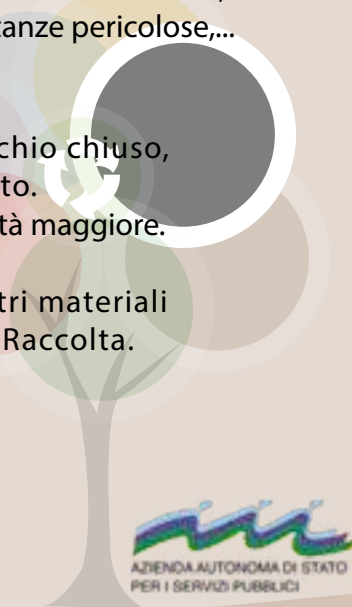 tanze pericolose,...
chio chiuso,
to.
tà maggiore.
tri materiali
Raccolta.
AZIENDA AUTONOMA DI STATO
PER I SERVIZI PUBBLICI